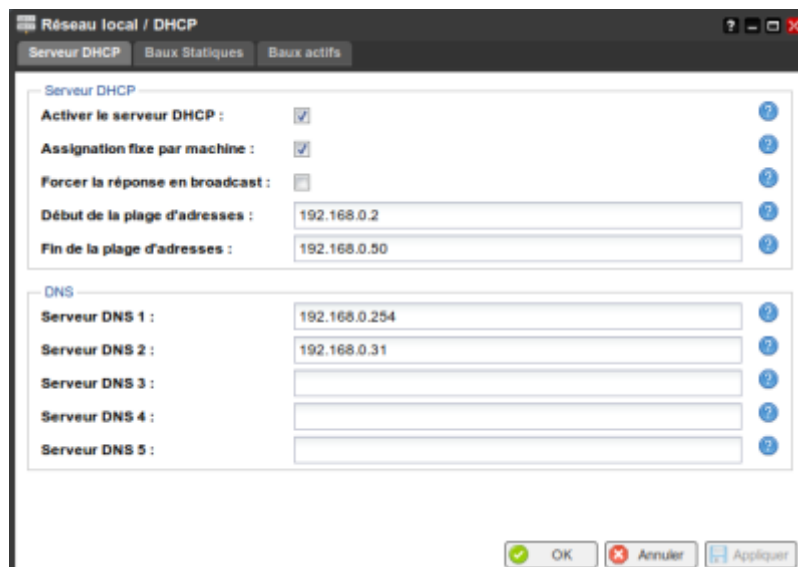 Réseau local / DHCP
Serveur DHCP Baux Statiques Baux actifs
Serveur DHCP
Activer le serveur DHCP :
Assignation fixe par machine :
Forcer la réponse en broadcast :
Début de la plage d'adresses : 192.168.0.2
Fin de la plage d'adresses : 192.168.0.50
DNS
Serveur DNS 1 : 192.168.0.254
Serveur DNS 2 : 192.168.0.31
Serveur DNS 3 :
Serveur DNS 4 :
Serveur DNS 5 :
OK Annuler Appliquer